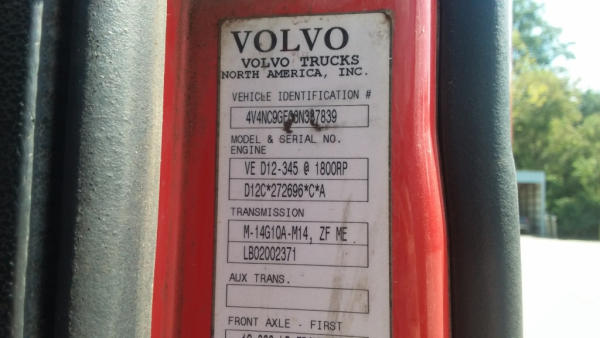 VOLVO
VOLVO TRUCKS
NORTH AMERICA, INC.
VEHICLE IDENTIFICATION #
MODEL & SERIAL NO.
ENGINE
VE D12-345 @ 1800RP
D12C*272696*C*A
TRANSMISSION
M-14G10A-M14, ZF ME
LB02002371
AUX TRANS.
FRONT AXLE - FIRST